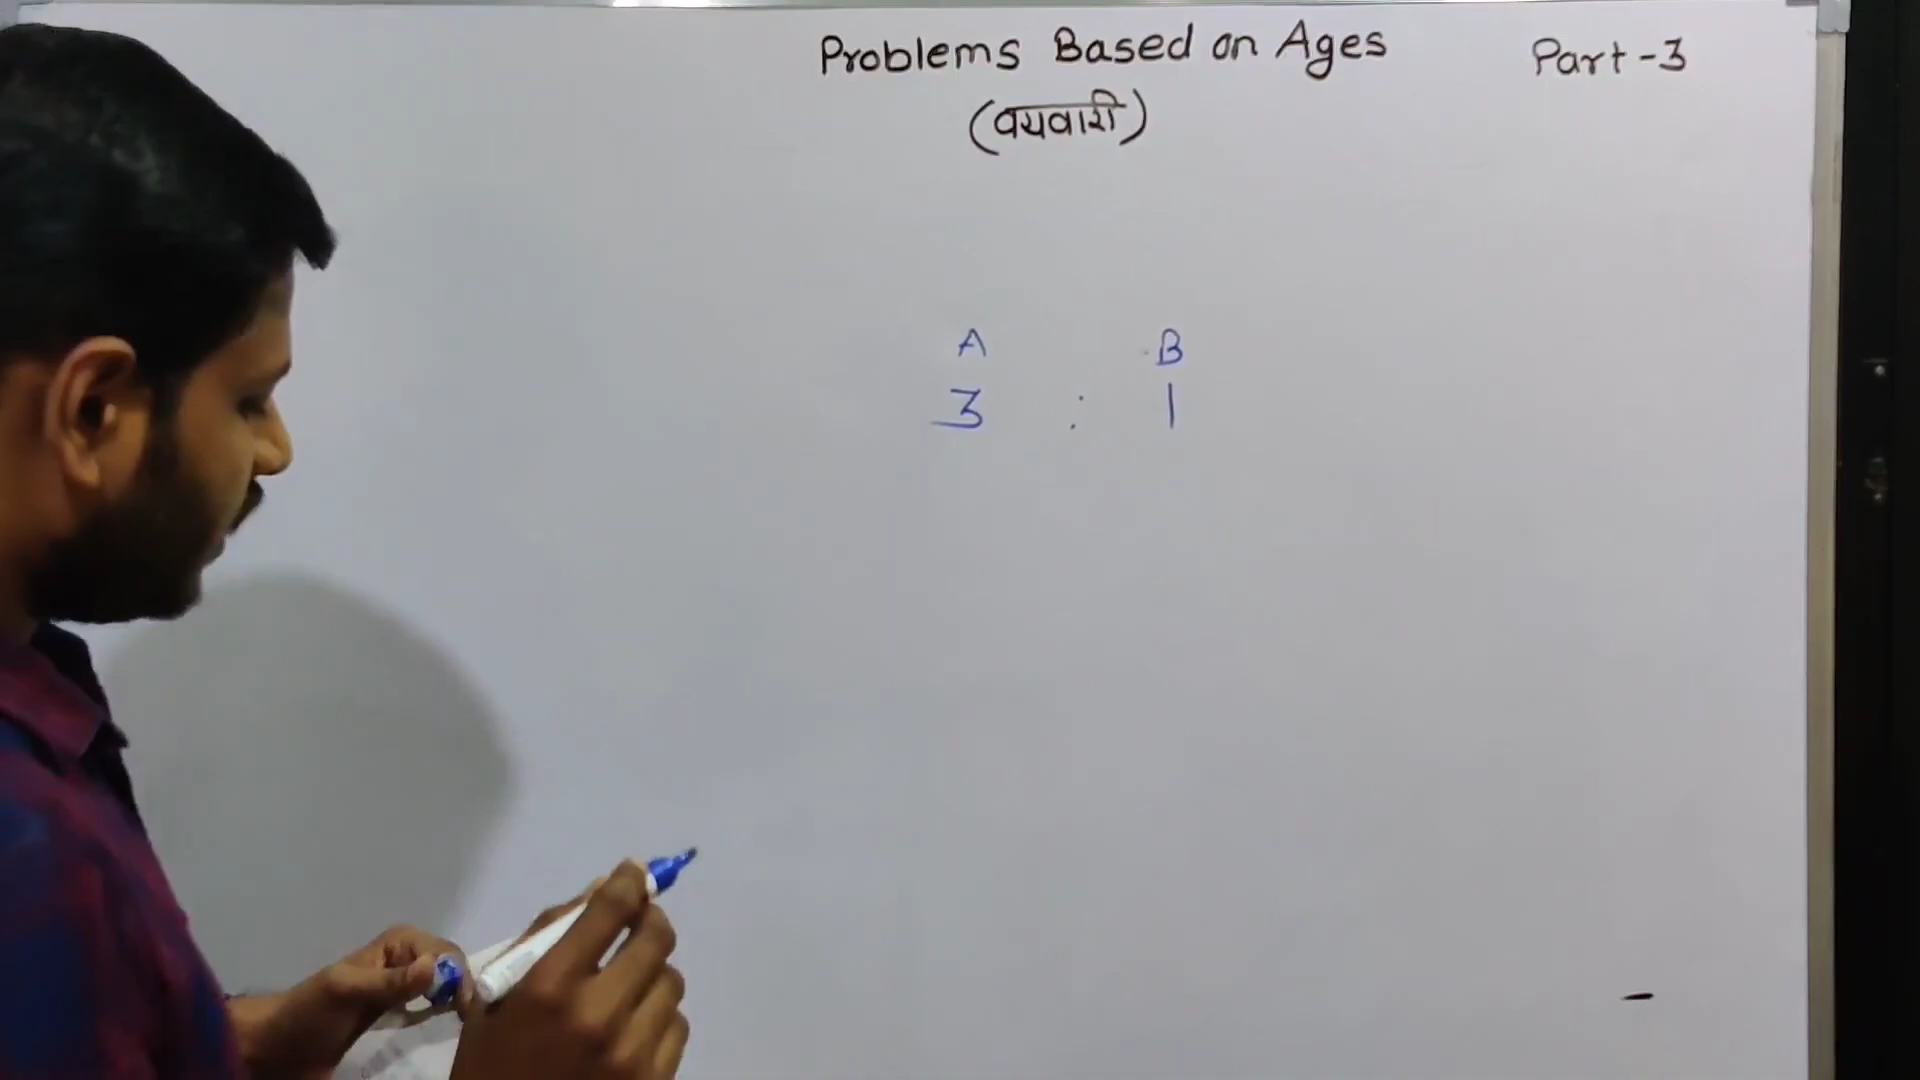 Problems Based on Ages Part-3
(वयवारी)
A B
3 : 1